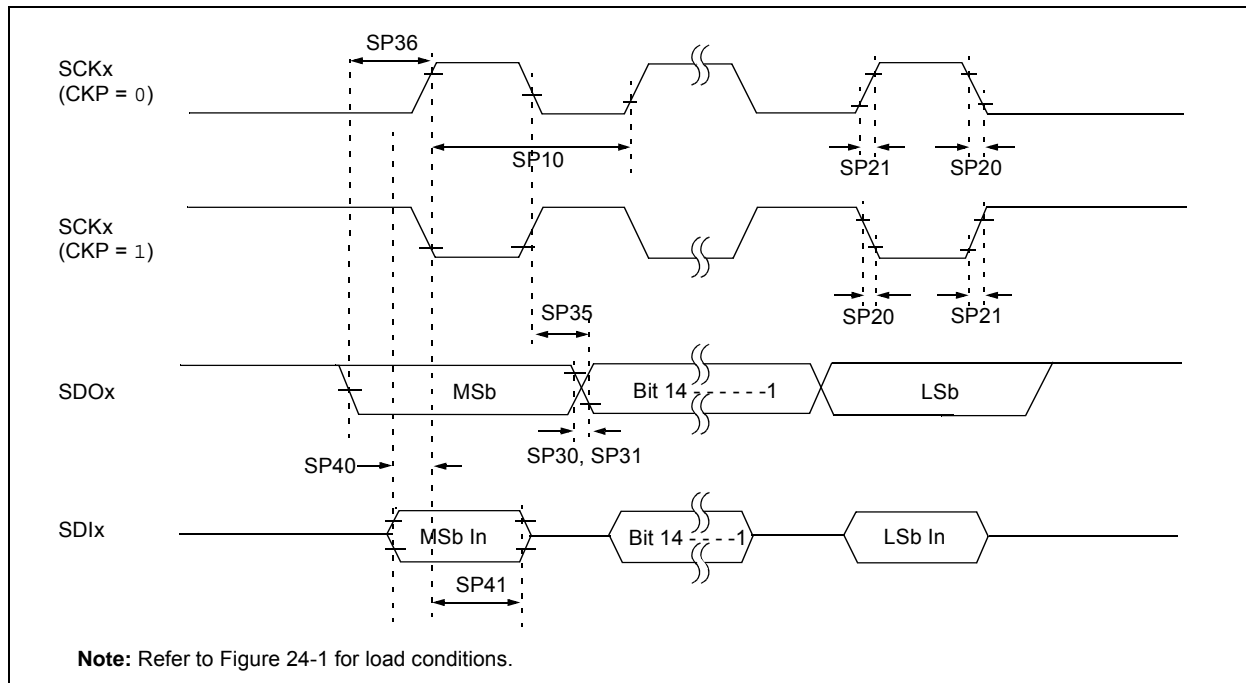 SP36
SCKx
(CKP = 0)
SP10
SP21
SP20
SCKx
(CKP = 1)
SP35
SP20
SP21
SDOx
MSb
Bit 14 - - - - - -1
LSb
SP40
SP30, SP31
SDIx
MSb In
Bit 14 - - - -1
LSb In
SP41
Note: Refer to Figure 24-1 for load conditions.